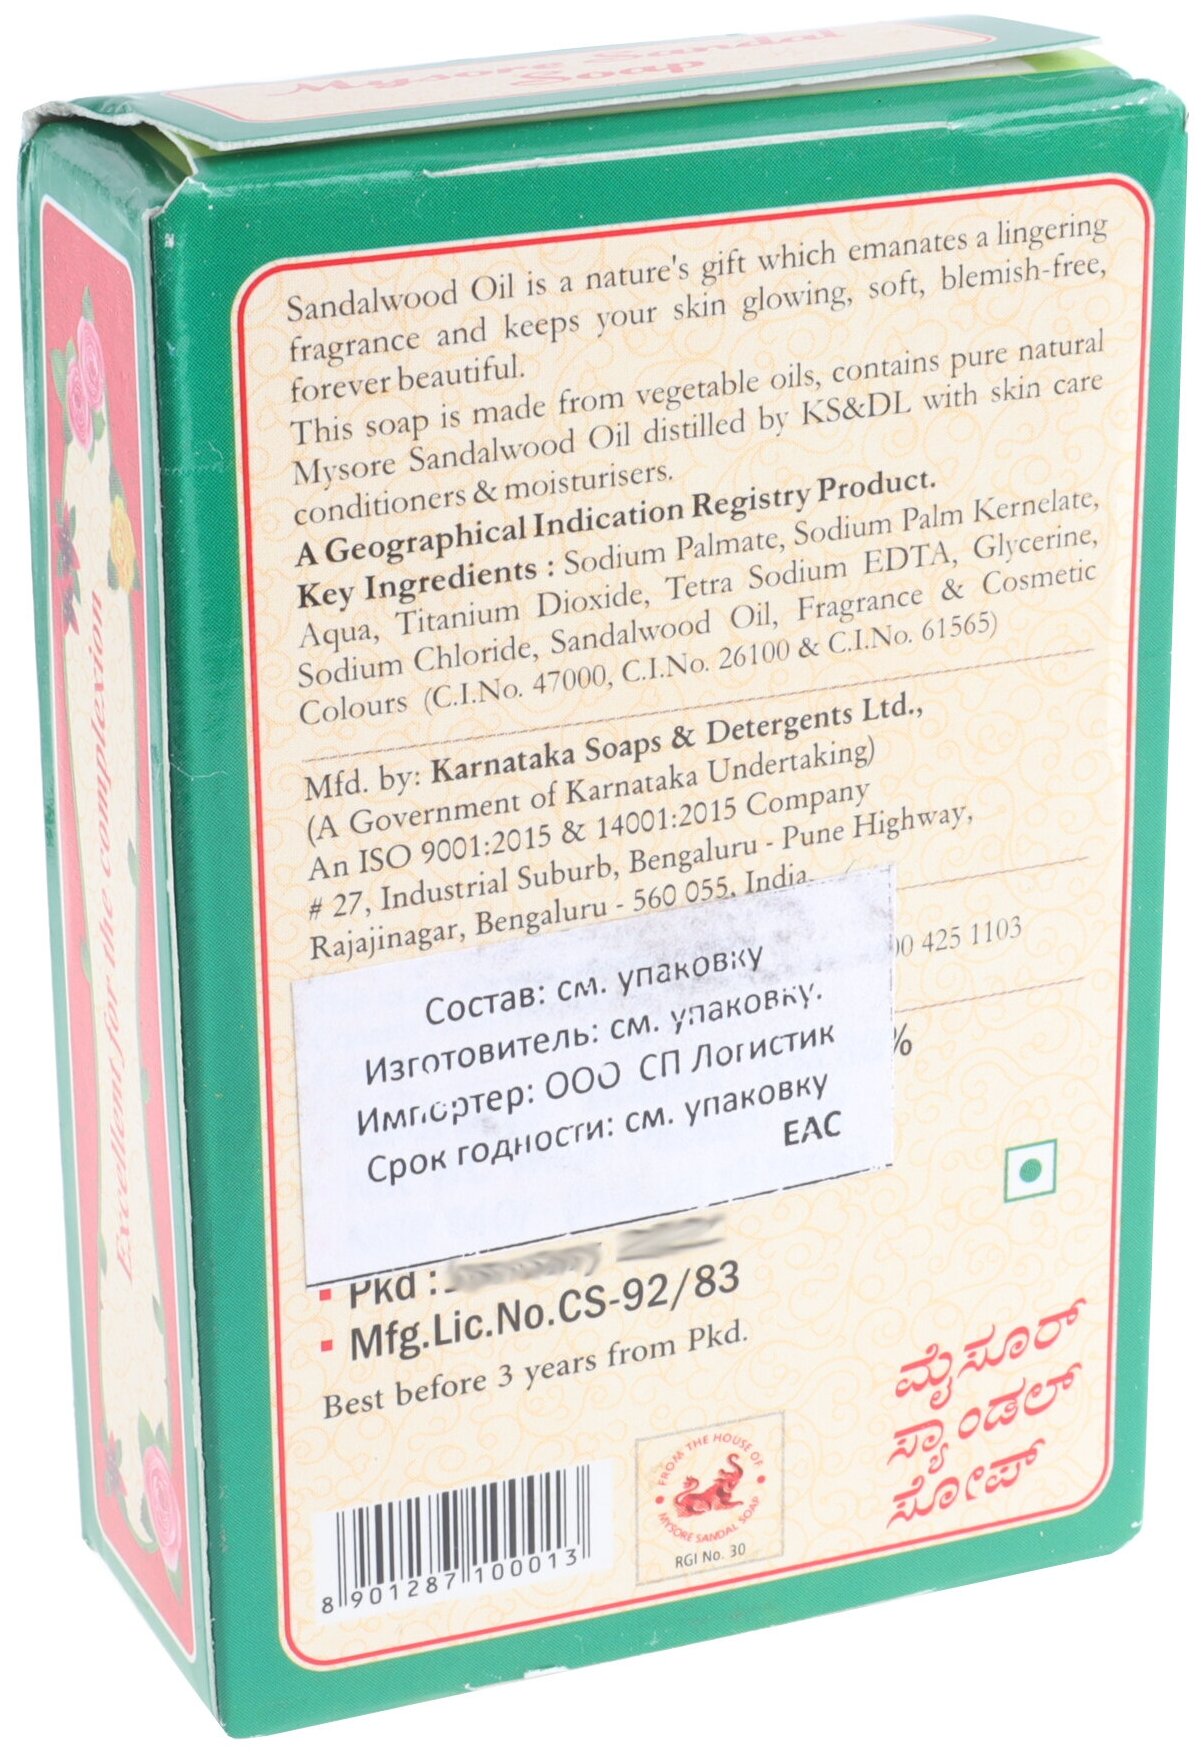 Mysore Sandal
Soap
Excellent for the complexion
Sandalwood Oil is a nature's gift which emanates a lingering
fragrance and keeps your skin glowing, soft, blemish-free,
forever beautiful.
This soap is made from vegetable oils, contains pure natural
Mysore Sandalwood Oil distilled by KS&DL with skin care
conditioners & moisturisers.
A Geographical Indication Registry Product.
Key Ingredients : Sodium Palmate, Sodium Palm Kernelate,
Aqua, Titanium Dioxide, Tetra Sodium EDTA, Glycerine,
Sodium Chloride, Sandalwood Oil, Fragrance & Cosmetic
Colours (C.I.No. 47000, C.I.No. 26100 & C.I.No. 61565)
Mfd. by: Karnataka Soaps & Detergents Ltd.,
(A Government of Karnataka Undertaking)
An ISO 9001:2015 & 14001:2015 Company
# 27, Industrial Suburb, Bengaluru - Pune Highway,
Rajajinagar, Bengaluru - 560 055, India.
425 1103
%
Состав: см. упаковку
Изготовитель: см. упаковку.
Импортер: ООО СП Логистик
Срок годности: см. упаковку
EAC
Pkd :
Mfg.Lic.No.CS-92/83
Best before 3 years from Pkd.
ಮೈಸೂರ್
ಸ್ಯಾಂಡಲ್
ಸೋಪ್
FROM THE HOUSE OF
MYSORE SANDAL SOAP
RGI No. 30
8 901287 100013